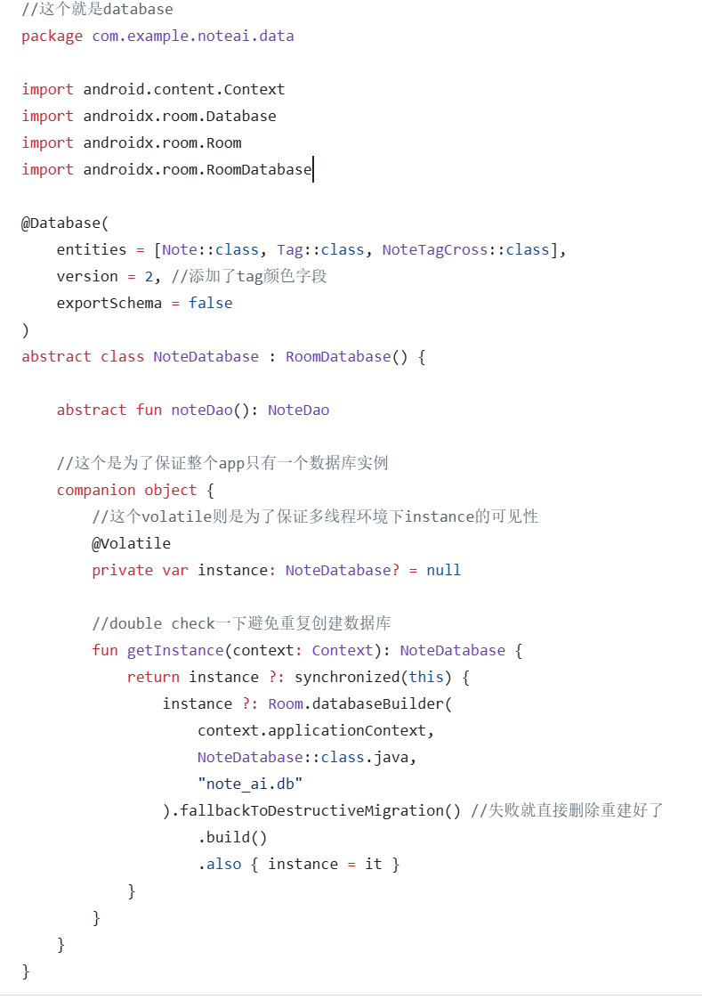 //这个就是database
package com.example.noteai.data
import android.content.Context
import androidx.room.Database
import androidx.room.Room
import androidx.room.RoomDatabase
@Database(
    entities = [Note::class, Tag::class, NoteTagCross::class],
    version = 2, //添加了tag颜色字段
    exportSchema = false
)
abstract class NoteDatabase : RoomDatabase() {
    abstract fun noteDao(): NoteDao
    //这个是为了保证整个app只有一个数据库实例
    companion object {
        //这个volatile则是为了保证多线程环境下instance的可见性
        @Volatile
        private var instance: NoteDatabase? = null
        //double check一下避免重复创建数据库
        fun getInstance(context: Context): NoteDatabase {
            return instance ?: synchronized(this) {
                instance ?: Room.databaseBuilder(
                    context.applicationContext,
                    NoteDatabase::class.java,
                    "note_ai.db"
                ).fallbackToDestructiveMigration() //失败就直接删除重建好了
                    .build()
                    .also { instance = it }
            }
        }
    }
}